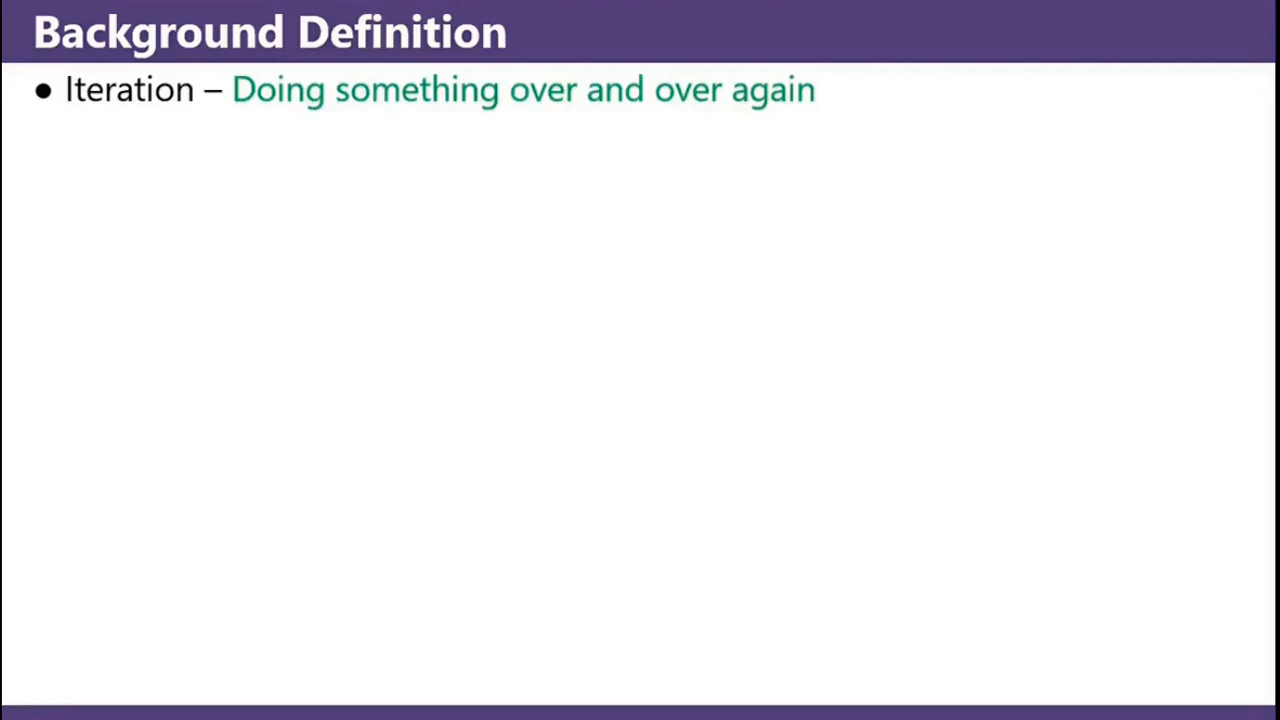 Background Definition
● Iteration – Doing something over and over again